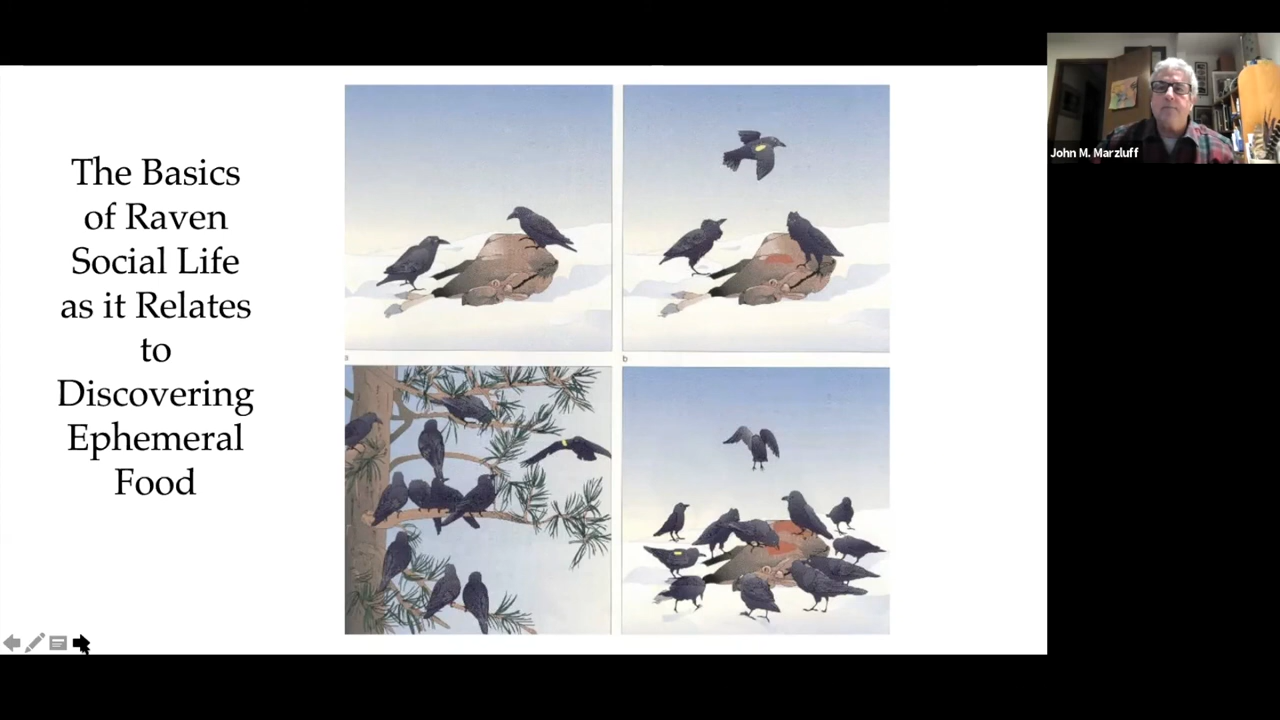 The Basics
of Raven
Social Life
as it Relates
to
Discovering
Ephemeral
Food
a
b
John M. Marzluff